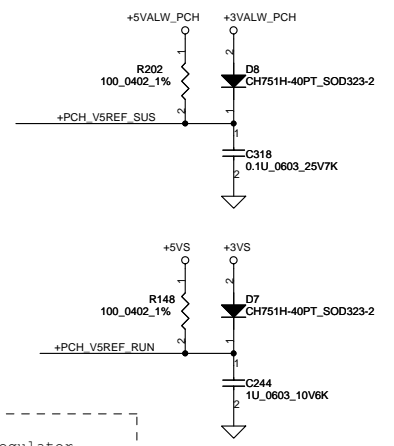 +5VALW_PCH +3VALW_PCH
1 2
R202 D8
100_0402_1% CH751H-40PT_SOD323-2
2 1
+PCH_V5REF_SUS
1
C318
0.1U_0603_25V7K
2
+5VS +3VS
1 2
R148 D7
100_0402_1% CH751H-40PT_SOD323-2
2 1
+PCH_V5REF_RUN
1
C244
1U_0603_10V6K
2